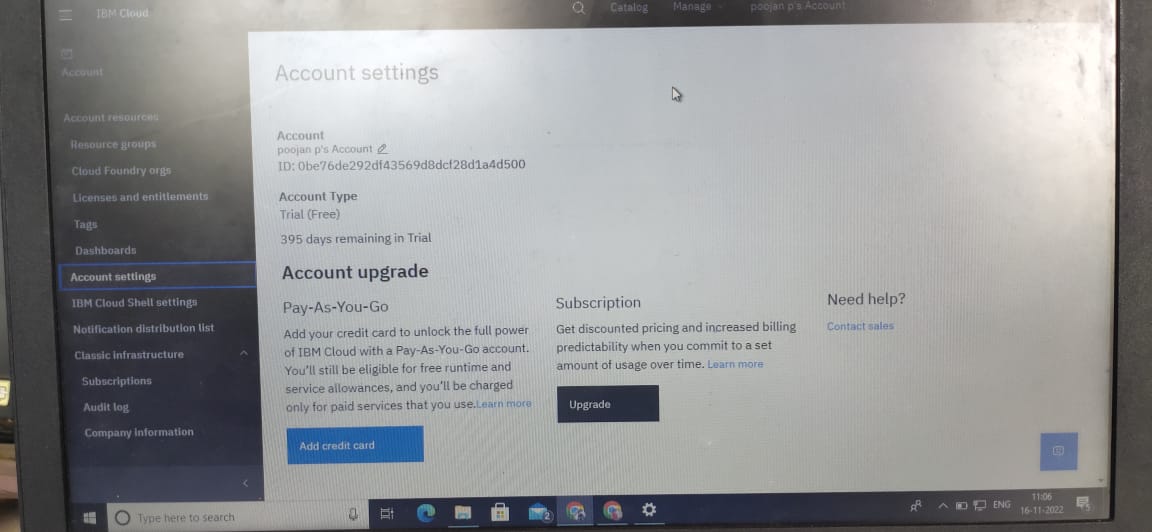 IBM Cloud
Catalog
Manage
poojan p's Account
Account
Account resources
Resource groups
Cloud Foundry orgs
Licenses and entitlements
Tags
Dashboards
Account settings
IBM Cloud Shell settings
Notification distribution list
Classic infrastructure
Subscriptions
Audit log
Company information
Account settings
Account
poojan p's Account
ID: 0be76de292df43569d8dcf28d1a4d500
Account Type
Trial (Free)
395 days remaining in Trial
Account upgrade
Pay-As-You-Go
Add your credit card to unlock the full power
of IBM Cloud with a Pay-As-You-Go account.
You'll still be eligible for free runtime and
service allowances, and you'll be charged
only for paid services that you use.Learn more
Add credit card
Subscription
Get discounted pricing and increased billing
predictability when you commit to a set
amount of usage over time. Learn more
Upgrade
Need help?
Contact sales
Type here to search
2
ENG
11:06
16-11-2022